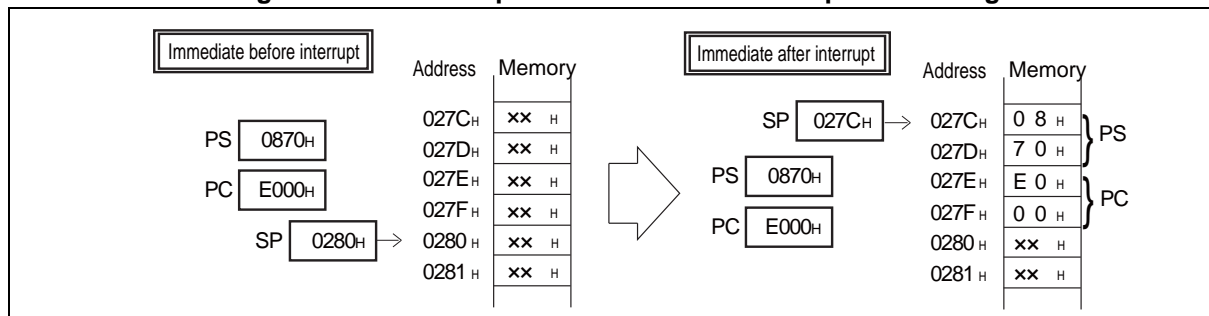 Immediate before interrupt
Address Memory
PS 0870H
PC E000H
SP 0280H
027CH ×× H
027DH ×× H
027EH ×× H
027FH ×× H
0280H ×× H
0281H ×× H
Immediate after interrupt
Address Memory
SP 027CH
PS 0870H
PC E000H
027CH 0 8 H
027DH 7 0 H
PS
027EH E 0 H
027FH 0 0 H
PC
0280H ×× H
0281H ×× H